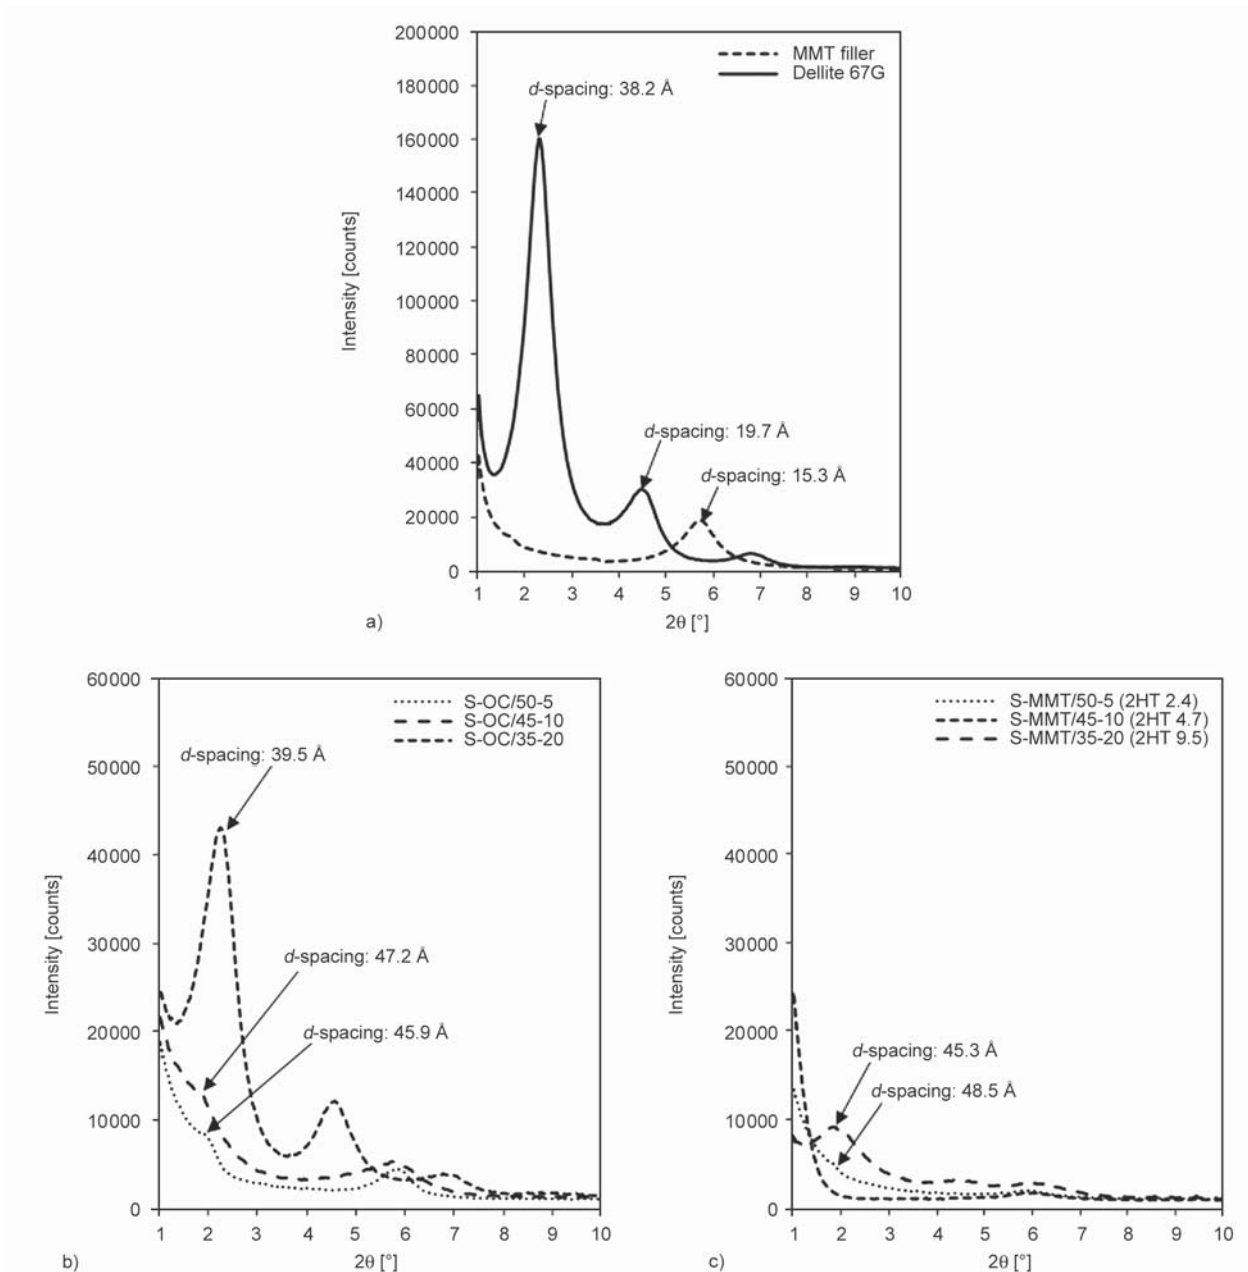 200000
180000
160000
140000
120000
100000
80000
60000
40000
20000
0
Intensity [counts]
MMT filler
Dellite 67G
d-spacing: 38.2 Å
d-spacing: 19.7 Å
d-spacing: 15.3 Å
1 2 3 4 5 6 7 8 9 10
a) 2θ [°]
60000
50000
40000
30000
20000
10000
0
Intensity [counts]
S-OC/50-5
S-OC/45-10
S-OC/35-20
d-spacing: 39.5 Å
d-spacing: 47.2 Å
d-spacing: 45.9 Å
1 2 3 4 5 6 7 8 9 10
b) 2θ [°]
60000
50000
40000
30000
20000
10000
0
Intensity [counts]
S-MMT/50-5 (2HT 2.4)
S-MMT/45-10 (2HT 4.7)
S-MMT/35-20 (2HT 9.5)
d-spacing: 45.3 Å
d-spacing: 48.5 Å
1 2 3 4 5 6 7 8 9 10
c) 2θ [°]